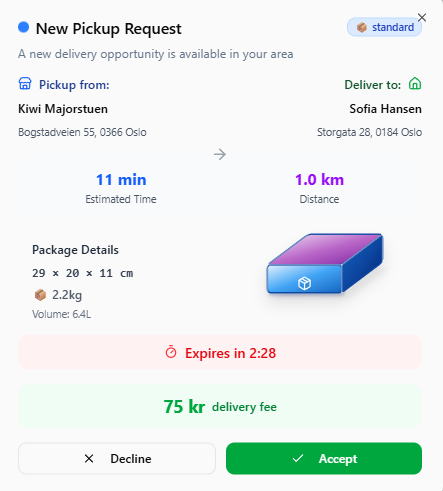 New Pickup Request
📦 standard
A new delivery opportunity is available in your area
Pickup from:
Deliver to:
Kiwi Majorstuen
Sofia Hansen
Bogstadveien 55, 0366 Oslo
Storgata 28, 0184 Oslo
11 min
1.0 km
Estimated Time
Distance
Package Details
29 × 20 × 11 cm
📦 2.2kg
Volume: 6.4L
Expires in 2:28
75 kr delivery fee
Decline
Accept